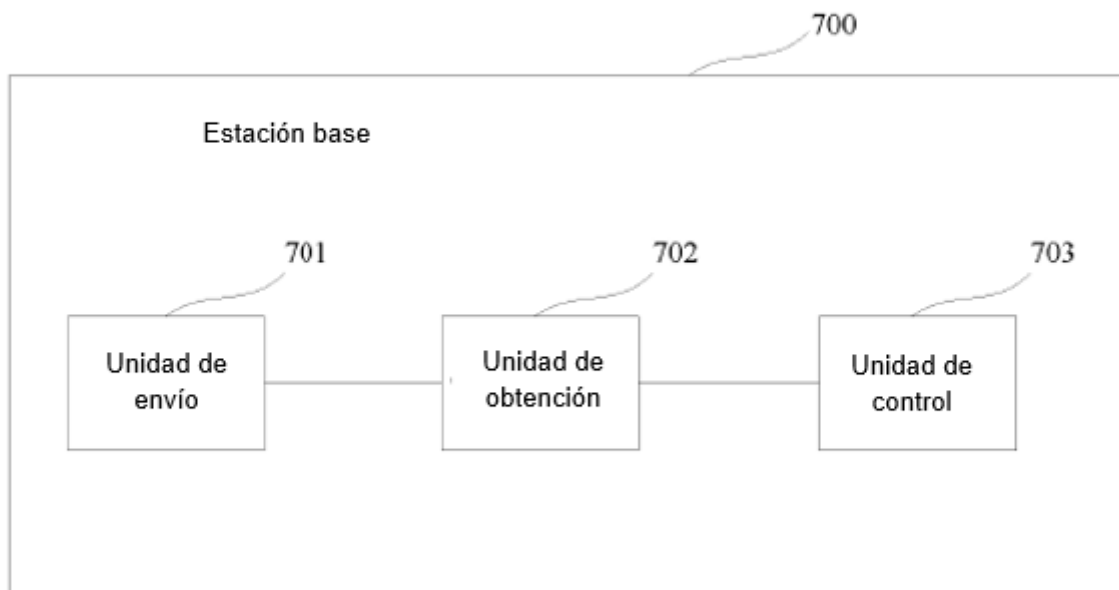 700
Estación base
701
702
703
Unidad de
envío
Unidad de
obtención
Unidad de
control